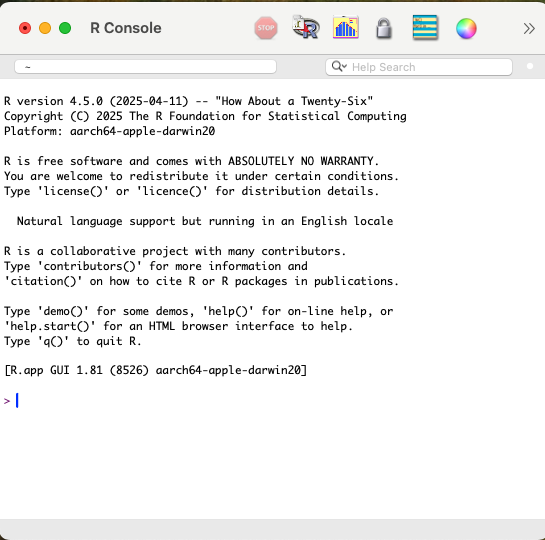 R Console
STOP
~
Help Search
R version 4.5.0 (2025-04-11) -- "How About a Twenty-Six"
Copyright (C) 2025 The R Foundation for Statistical Computing
Platform: aarch64-apple-darwin20
R is free software and comes with ABSOLUTELY NO WARRANTY.
You are welcome to redistribute it under certain conditions.
Type 'license()' or 'licence()' for distribution details.
  Natural language support but running in an English locale
R is a collaborative project with many contributors.
Type 'contributors()' for more information and
'citation()' on how to cite R or R packages in publications.
Type 'demo()' for some demos, 'help()' for on-line help, or
'help.start()' for an HTML browser interface to help.
Type 'q()' to quit R.
[R.app GUI 1.81 (8526) aarch64-apple-darwin20]
>